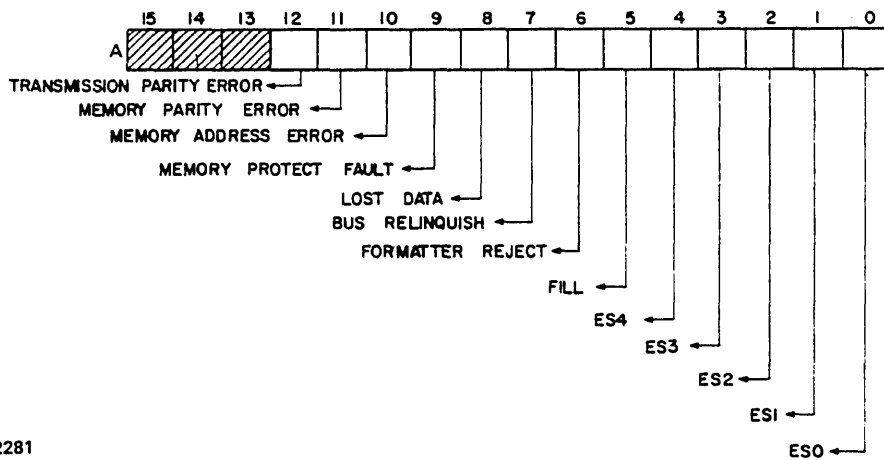 15 14 13 12 11 10 9 8 7 6 5 4 3 2 1 0
A
TRANSMISSION PARITY ERROR
MEMORY PARITY ERROR
MEMORY ADDRESS ERROR
MEMORY PROTECT FAULT
LOST DATA
BUS RELINQUISH
FORMATTER REJECT
FILL
ES4
ES3
ES2
ES1
ES0
2281